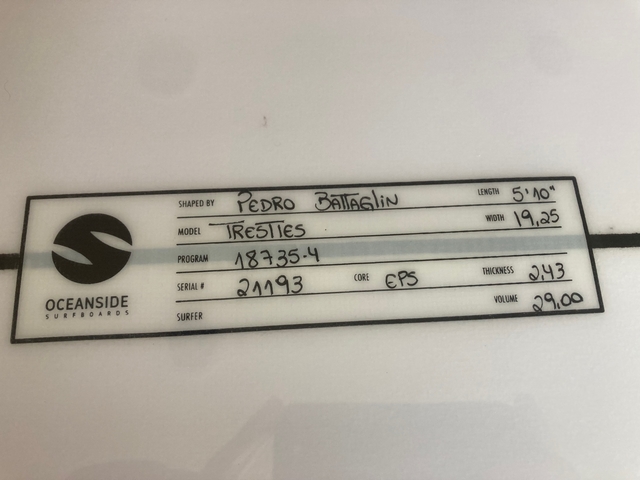 OCEANSIDE
SURFBOARDS
SHAPED BY PEDRO BATTAGLIN LENGTH 5'10"
MODEL TRESTIES WIDTH 19,25
PROGRAM 18735-4
SERIAL # 21193 CORE EPS THICKNESS 2,43
SURFER VOLUME 29,00